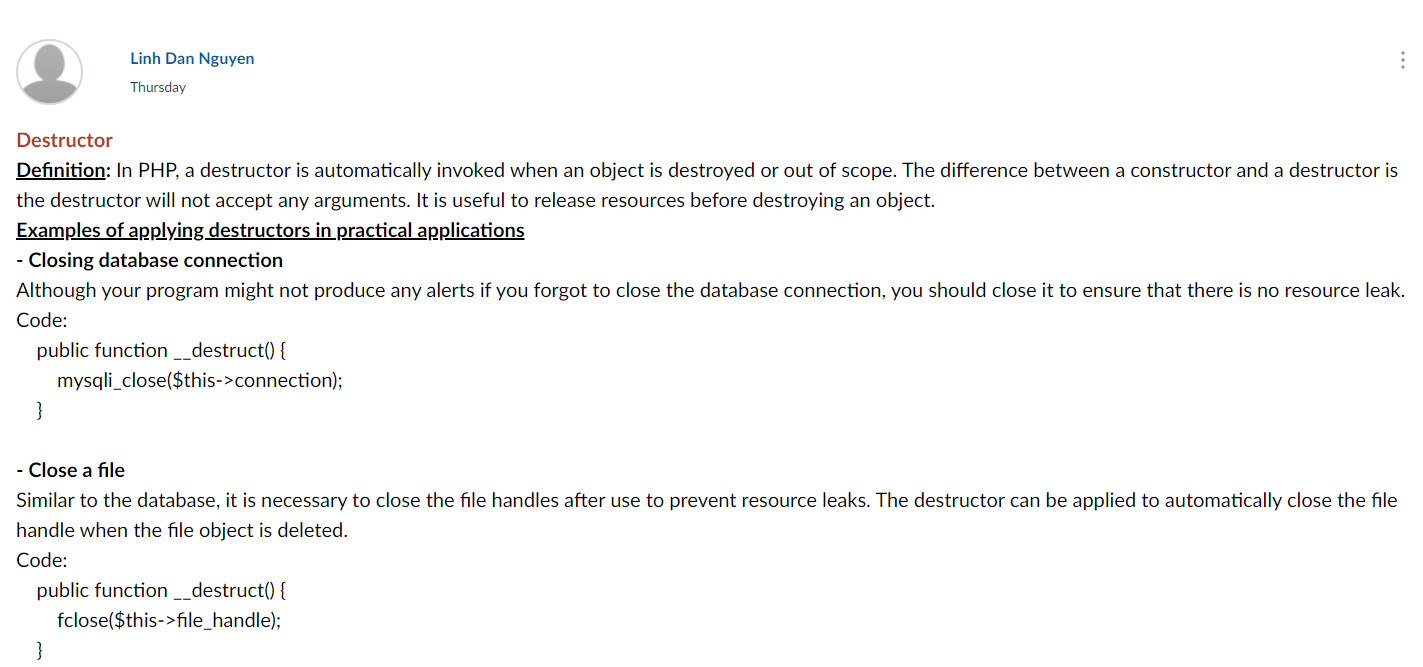 Linh Dan Nguyen
Thursday
Destructor
Definition: In PHP, a destructor is automatically invoked when an object is destroyed or out of scope. The difference between a constructor and a destructor is
the destructor will not accept any arguments. It is useful to release resources before destroying an object.
Examples of applying destructors in practical applications
- Closing database connection
Although your program might not produce any alerts if you forgot to close the database connection, you should close it to ensure that there is no resource leak.
Code:
public function __destruct() {
mysqli_close($this->connection);
}
- Close a file
Similar to the database, it is necessary to close the file handles after use to prevent resource leaks. The destructor can be applied to automatically close the file
handle when the file object is deleted.
Code:
public function __destruct() {
fclose($this->file_handle);
}